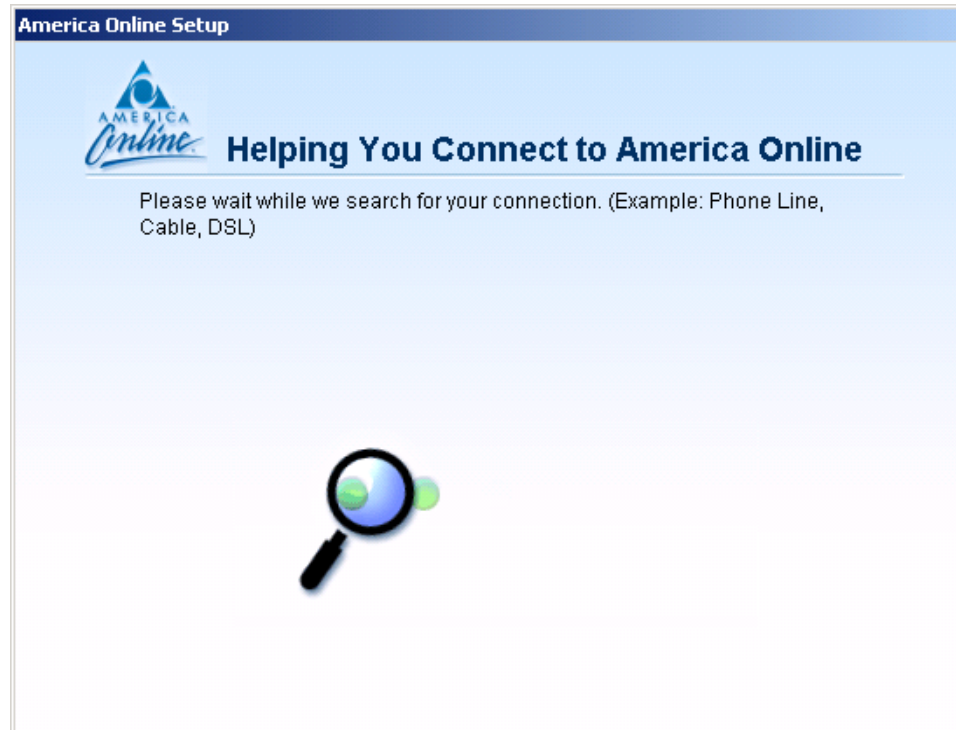 America Online Setup
AMERICA
Online
Helping You Connect to America Online
Please wait while we search for your connection. (Example: Phone Line,
Cable, DSL)